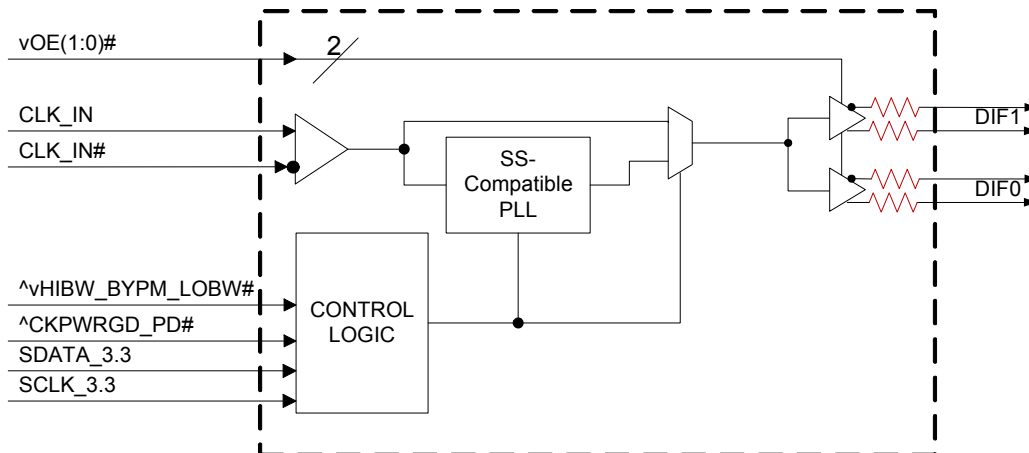 vOE(1:0)#
2
CLK_IN
CLK_IN#
SS-
Compatible
PLL
DIF1
DIF0
^vHIBW_BYPM_LOBW#
^CKPWRGD_PD#
SDATA_3.3
SCLK_3.3
CONTROL
LOGIC